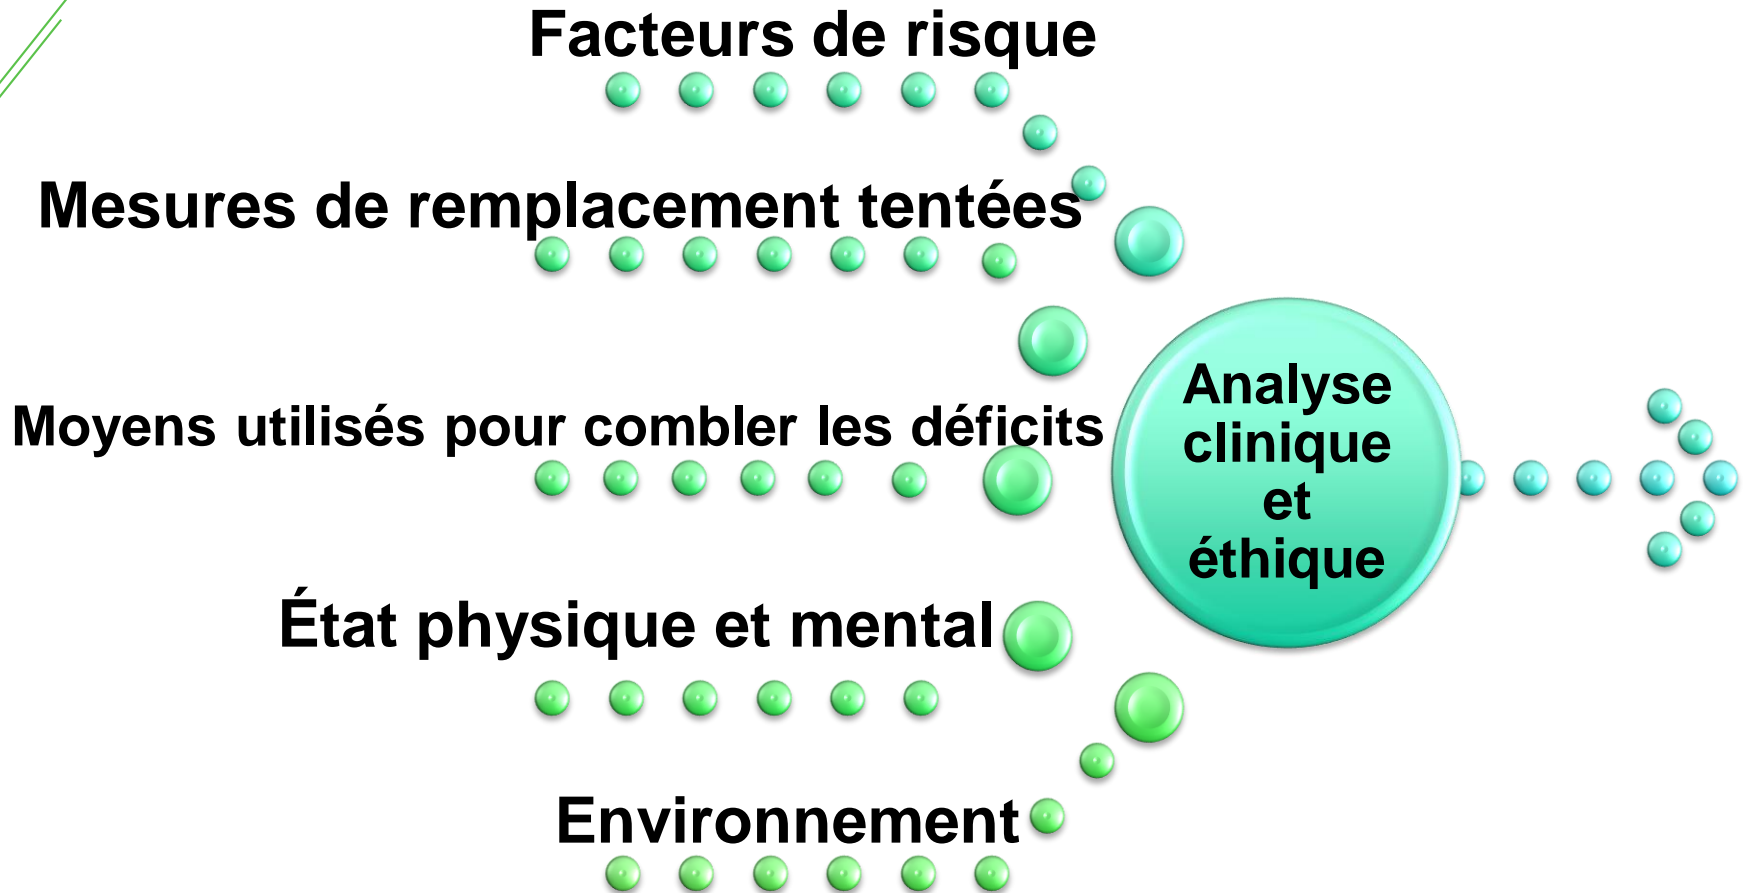 Facteurs de risque
Mesures de remplacement tentées
Moyens utilisés pour combler les déficits
État physique et mental
Environnement
Analyse
clinique
et
éthique